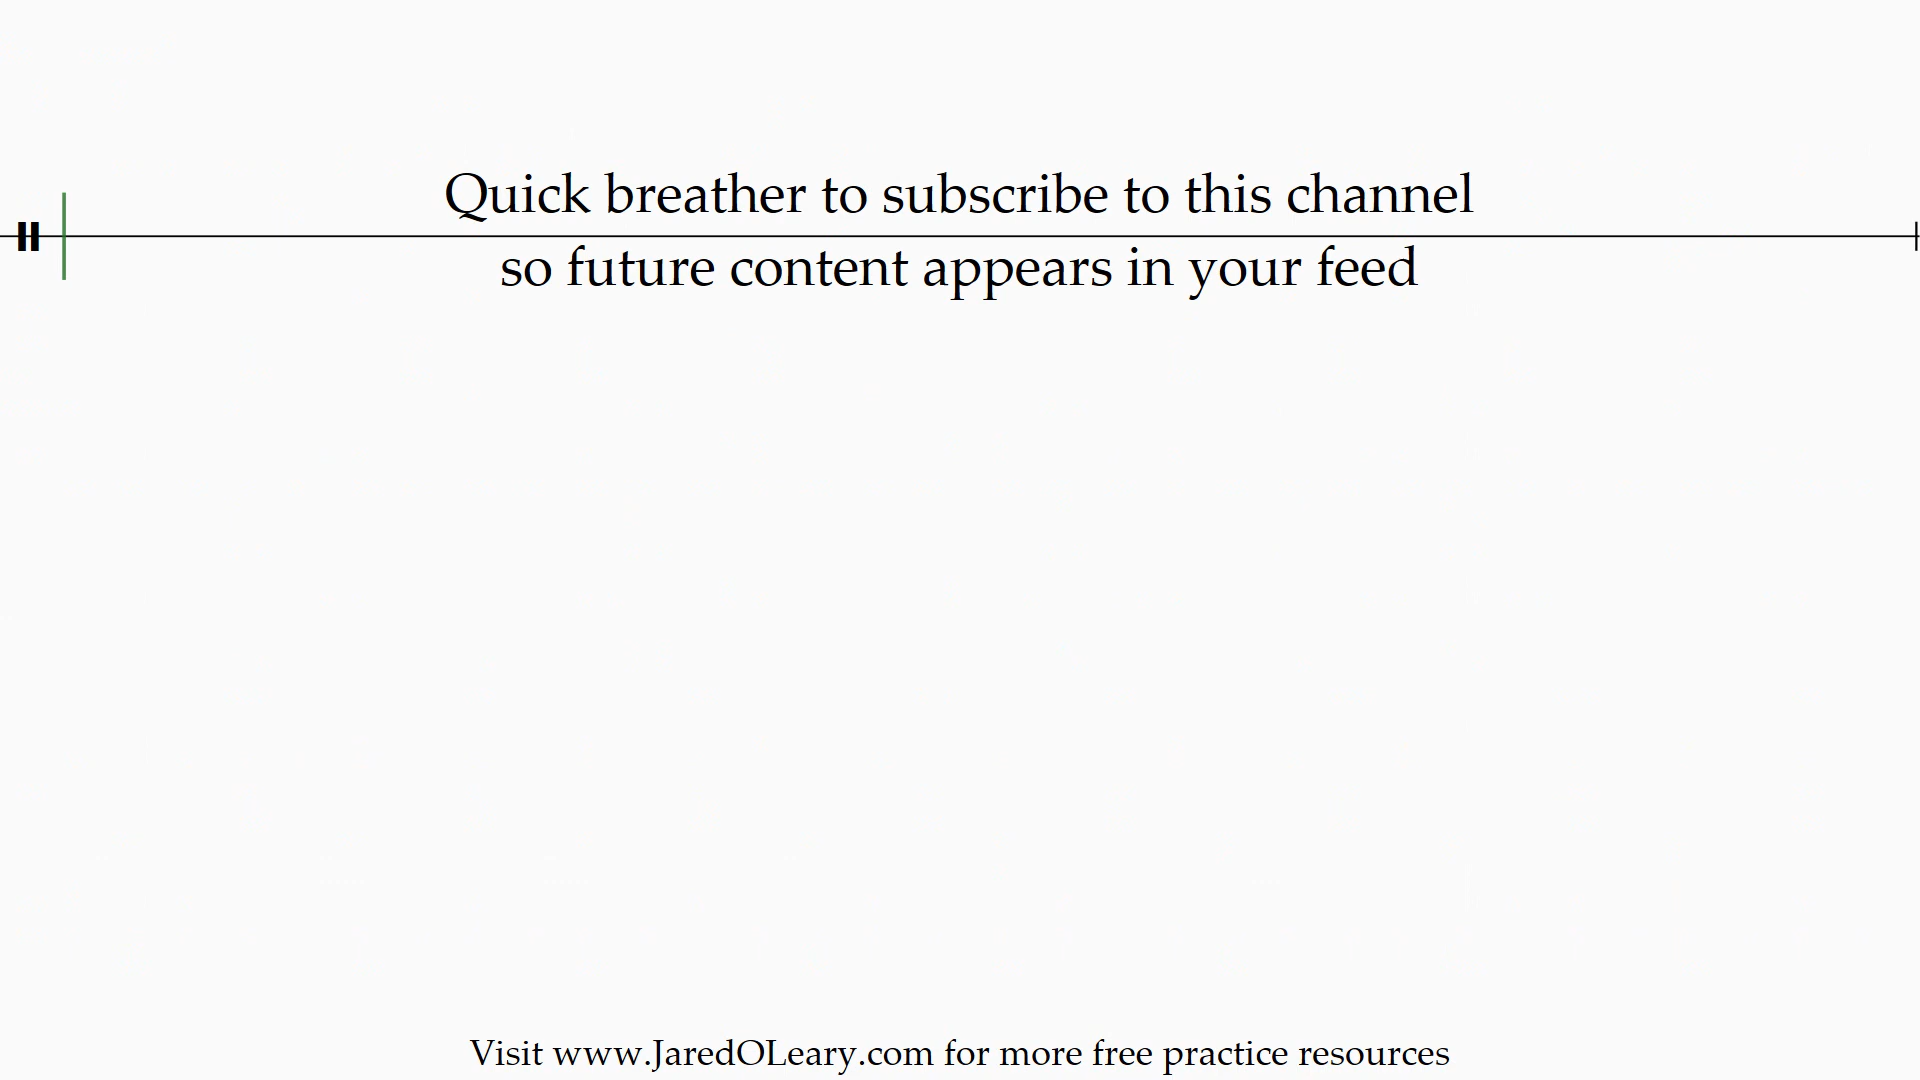 Quick breather to subscribe to this channel
so future content appears in your feed
Visit www.JaredOLeary.com for more free practice resources